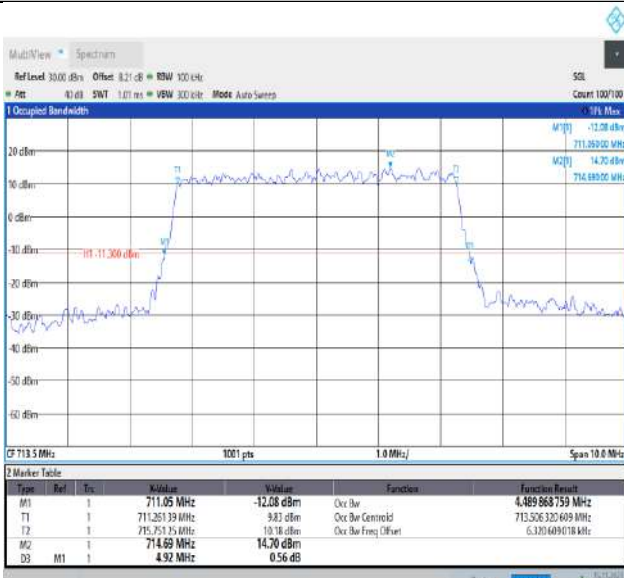 MultiView Spectrum
Ref Level 30.00 dBm Offset 8.21 dB RBW 100 kHz SGL
Att 40 dB SWT 1.01 ms VBW 300 kHz Mode Auto Sweep Count 100/100
1 Occupied Bandwidth 1Pk Max
M1[1] -12.08 dBm
711.05000 MHz
M2[1] 14.70 dBm
714.69000 MHz
20 dBm
10 dBm
0 dBm
-10 dBm
H1 -11.300 dBm
-20 dBm
-30 dBm
-40 dBm
-50 dBm
-60 dBm
T1
M2
T2
M1
CF 713.5 MHz 1001 pts 1.0 MHz/ Span 10.0 MHz
2 Marker Table
Type Ref Trc X-Value Y-Value Function Function Result
M1 1 711.05 MHz -12.08 dBm Occ Bw 4.489 868 759 MHz
T1 1 711.26139 MHz 9.83 dBm Occ Bw Centroid 713.506 320 609 MHz
T2 1 715.75125 MHz 10.18 dBm Occ Bw Freq Offset 6.320 609 018 kHz
M2 1 714.69 MHz 14.70 dBm
D3 M1 1 4.92 MHz 0.56 dB